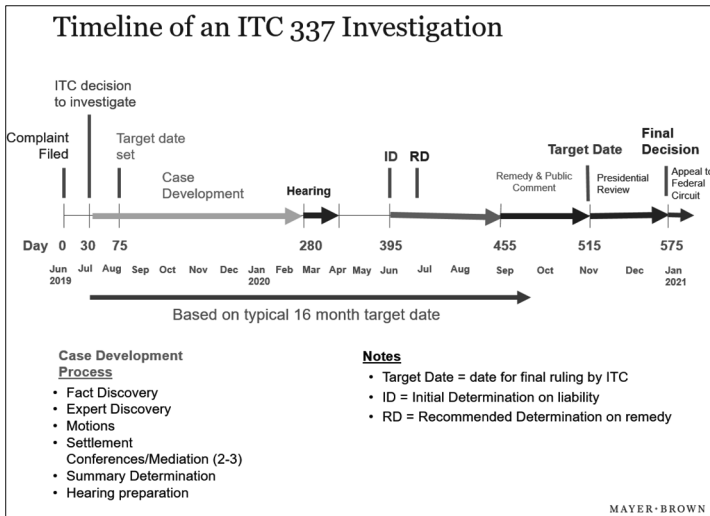 Timeline of an ITC 337 Investigation
ITC decision
to investigate
Complaint
Filed
Target date
set
Case
Development
Hearing
ID
RD
Remedy & Public
Comment
Target Date
Presidential
Review
Final
Decision
Appeal to
Federal
Circuit
Day 0 30 75 280 395 455 515 575
Jun Jul Aug Sep Oct Nov Dec Jan Feb Mar Apr May Jun Jul Aug Sep Oct Nov Dec Jan
2019 2020 2021
Based on typical 16 month target date
Case Development
Process
• Fact Discovery
• Expert Discovery
• Motions
• Settlement
Conferences/Mediation (2-3)
• Summary Determination
• Hearing preparation
Notes
• Target Date = date for final ruling by ITC
• ID = Initial Determination on liability
• RD = Recommended Determination on remedy
MAYER•BROWN